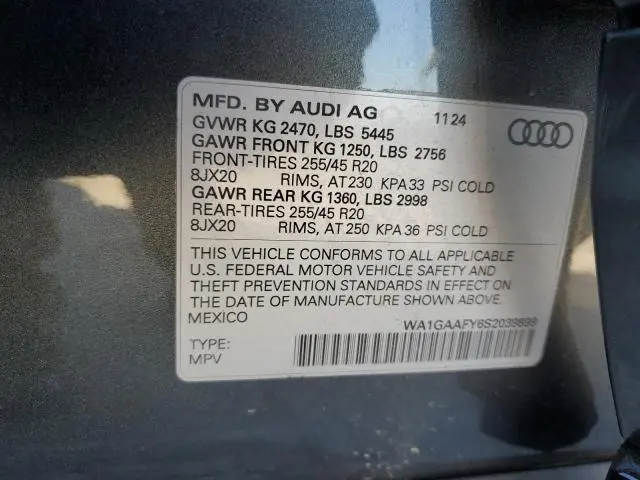 MFD. BY AUDI AG 1124
GVWR KG 2470, LBS 5445
GAWR FRONT KG 1250, LBS 2756
FRONT-TIRES 255/45 R20
8JX20 RIMS, AT 230 KPA 33 PSI COLD
GAWR REAR KG 1360, LBS 2998
REAR-TIRES 255/45 R20
8JX20 RIMS, AT 250 KPA 36 PSI COLD
THIS VEHICLE CONFORMS TO ALL APPLICABLE
U.S. FEDERAL MOTOR VEHICLE SAFETY AND
THEFT PREVENTION STANDARDS IN EFFECT ON
THE DATE OF MANUFACTURE SHOWN ABOVE.
MEXICO
WA1GAAFY6S2039899
TYPE:
MPV